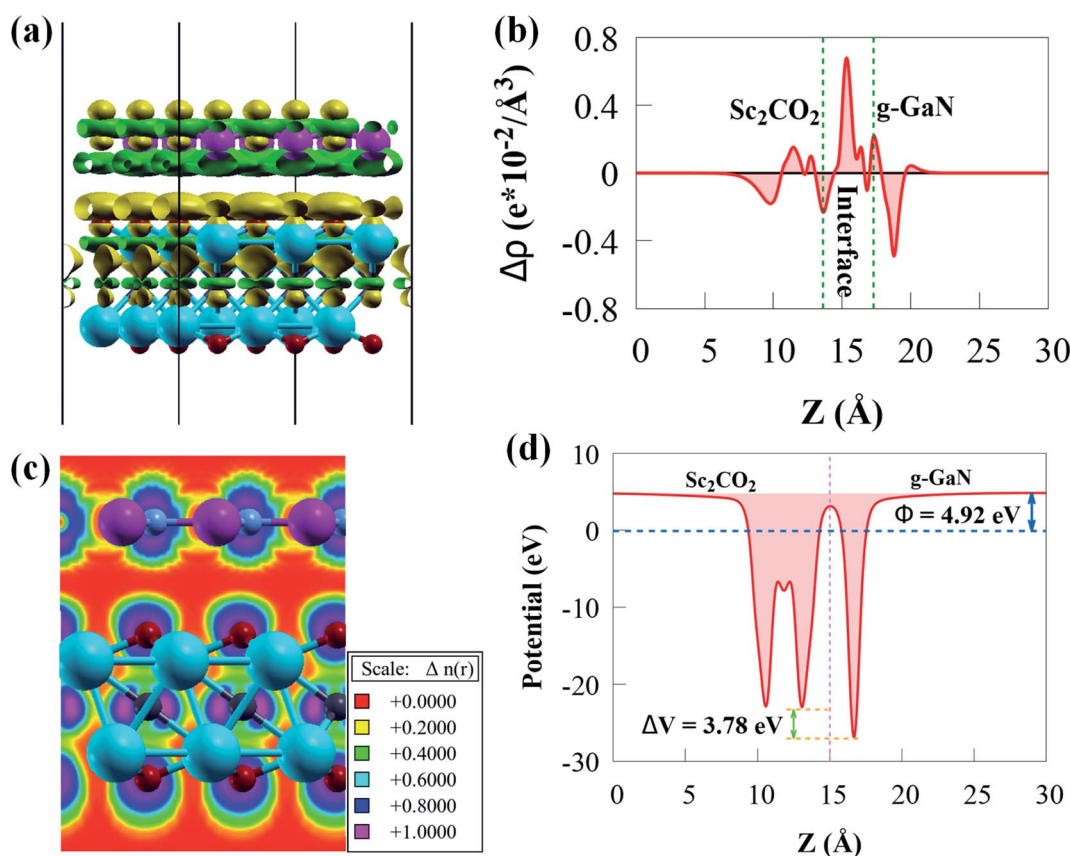 (a)
(b)
Δρ (e*10⁻²/Å³)
0.8
0.4
0
-0.4
-0.8
Sc₂CO₂
g-GaN
Interface
0 5 10 15 20 25 30
Z (Å)
(c)
Scale: Δ n(r)
+0.0000
+0.2000
+0.4000
+0.6000
+0.8000
+1.0000
(d)
Potential (eV)
10
0
-10
-20
-30
Sc₂CO₂
g-GaN
Φ = 4.92 eV
ΔV = 3.78 eV
0 5 10 15 20 25 30
Z (Å)